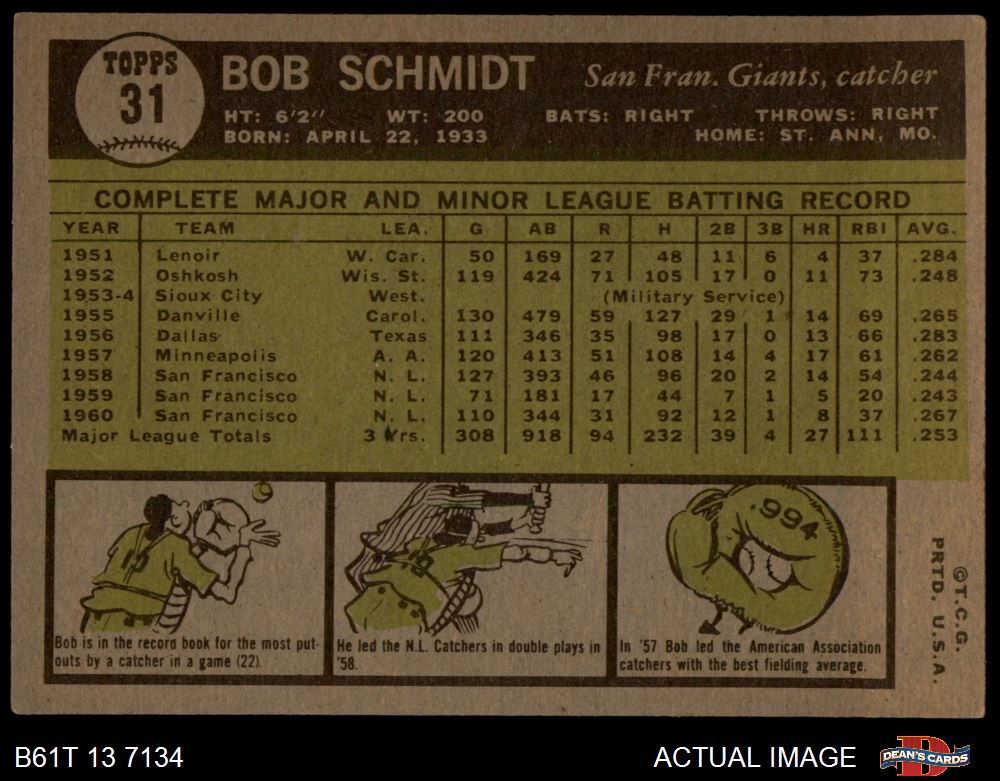 TOPPS
31
BOB SCHMIDT San Fran. Giants, catcher
HT: 6'2" WT: 200 BATS: RIGHT THROWS: RIGHT
BORN: APRIL 22, 1933 HOME: ST. ANN, MO.
COMPLETE MAJOR AND MINOR LEAGUE BATTING RECORD
YEAR TEAM LEA. G AB R H 2B 3B HR RBI AVG.
1951 Lenoir W. Car. 50 169 27 48 11 6 4 37 .284
1952 Oshkosh Wis. St. 119 424 71 105 17 0 11 73 .248
1953-4 Sioux City West. (Military Service)
1955 Danville Carol. 130 479 59 127 29 1 14 69 .265
1956 Dallas Texas 111 346 35 98 17 0 13 66 .283
1957 Minneapolis A. A. 120 413 51 108 14 4 17 61 .262
1958 San Francisco N. L. 127 393 46 96 20 2 14 54 .244
1959 San Francisco N. L. 71 181 17 44 7 1 5 20 .243
1960 San Francisco N. L. 110 344 31 92 12 1 8 37 .267
Major League Totals 3 Yrs. 308 918 94 232 39 4 27 111 .253
13
Bob is in the record book for the most put-
outs by a catcher in a game (22).
He led the N.L. Catchers in double plays in
'58.
.994
In '57 Bob led the American Association
catchers with the best fielding average.
©T.C.G.
PRTD. U.S.A.
B61T 13 7134
ACTUAL IMAGE
DEAN'S CARDS